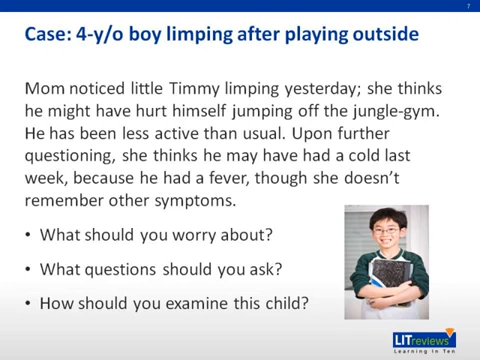 7
Case: 4-y/o boy limping after playing outside
Mom noticed little Timmy limping yesterday; she thinks
he might have hurt himself jumping off the jungle-gym.
He has been less active than usual. Upon further
questioning, she thinks he may have had a cold last
week, because he had a fever, though she doesn't
remember other symptoms.
• What should you worry about?
• What questions should you ask?
• How should you examine this child?
LITreviews
Learning in Ten